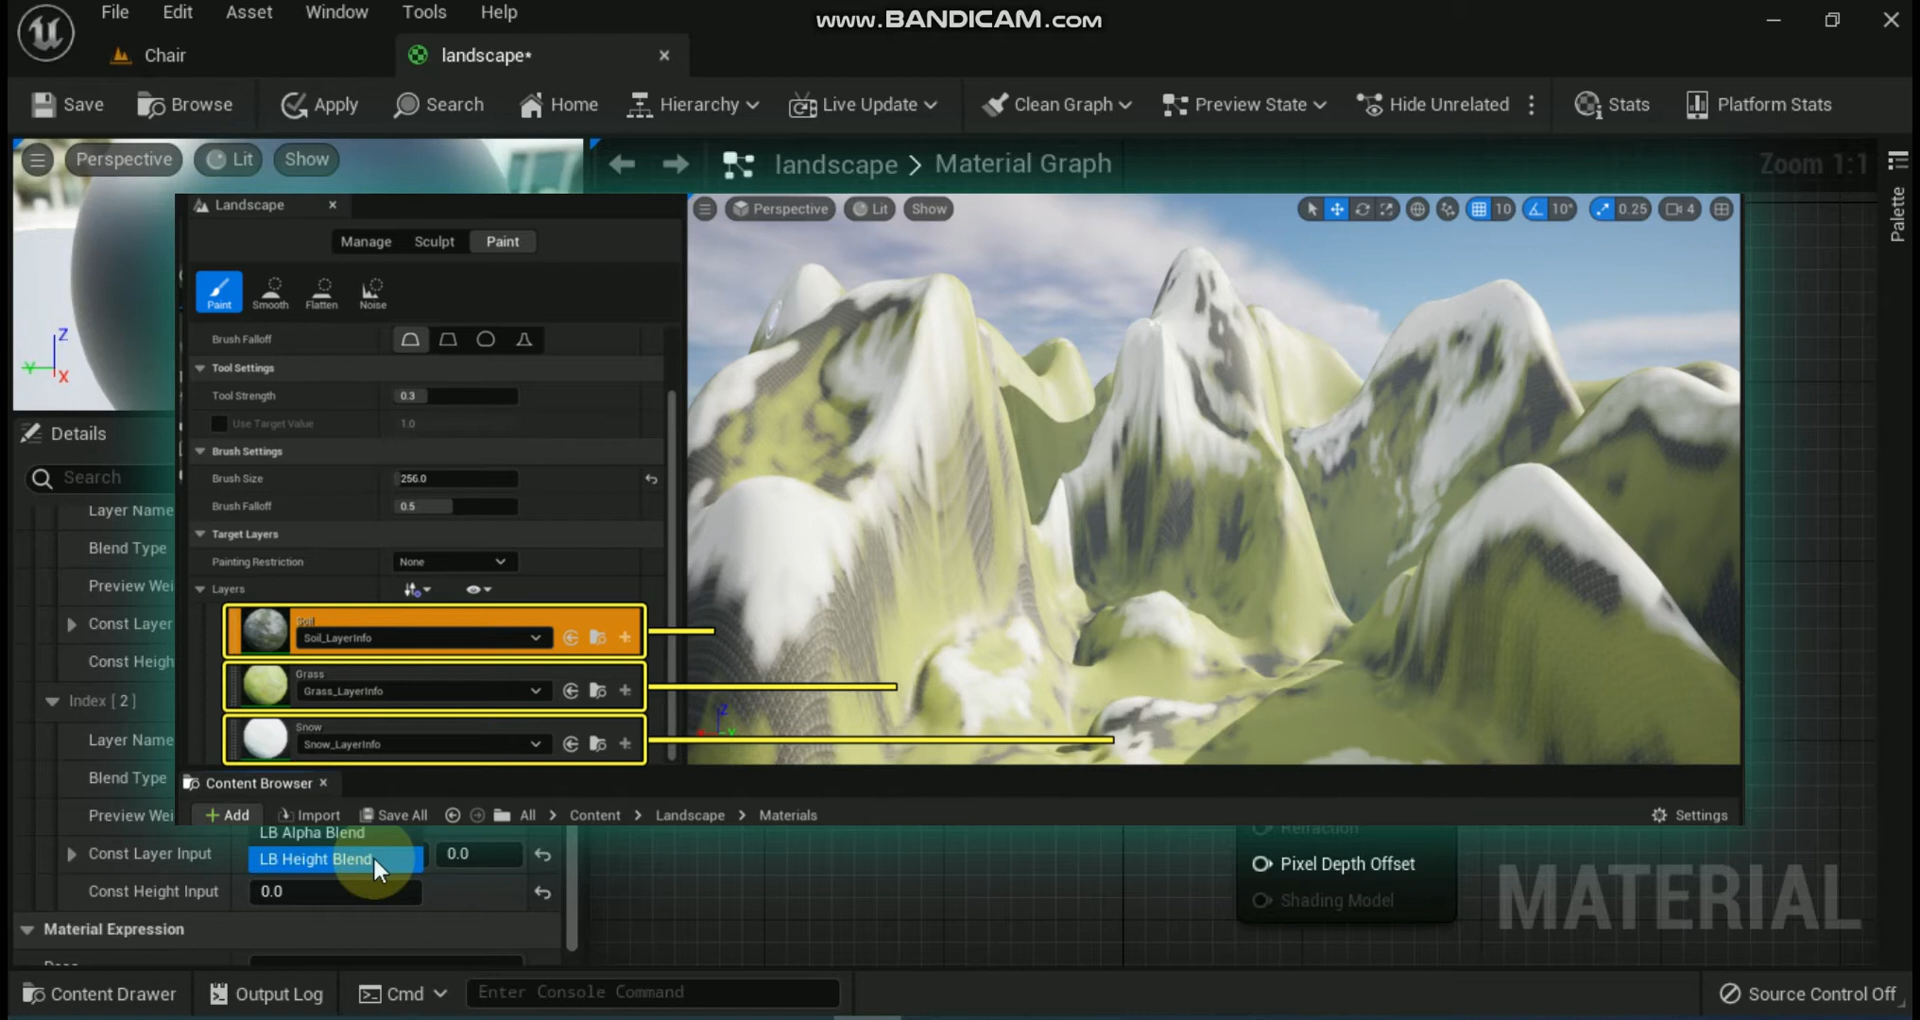 File Edit Asset Window Tools Help
www.BANDICAM.com
Chair
landscape*
Save Browse Apply Search Home Hierarchy Live Update Clean Graph Preview State Hide Unrelated Stats Platform Stats
Perspective Lit Show
landscape > Material Graph
Zoom 1:1
Palette
Landscape
Manage Sculpt Paint
Paint Smooth Flatten Noise
Brush Falloff
Tool Settings
Tool Strength 0.3
Use Target Value 1.0
Brush Settings
Brush Size 256.0
Brush Falloff 0.5
Target Layers
Painting Restriction None
Layers
Soil
Soil_LayerInfo
Grass
Grass_LayerInfo
Snow
Snow_LayerInfo
Perspective Lit Show
10 10° 0.25 4
Z
Y
Content Browser
Add Import Save All All > Content > Landscape > Materials
Settings
Z
Y
X
Details
Search
Layer Name
Blend Type
Preview Wei
Const Layer
Const Heigh
Index [ 2 ]
Layer Name
Blend Type
Preview Wei
LB Alpha Blend
LB Height Blend
Const Layer Input 0.0
Const Height Input 0.0
Material Expression
Refraction
Pixel Depth Offset
Shading Model
MATERIAL
Content Drawer Output Log Cmd Enter Console Command
Source Control Off